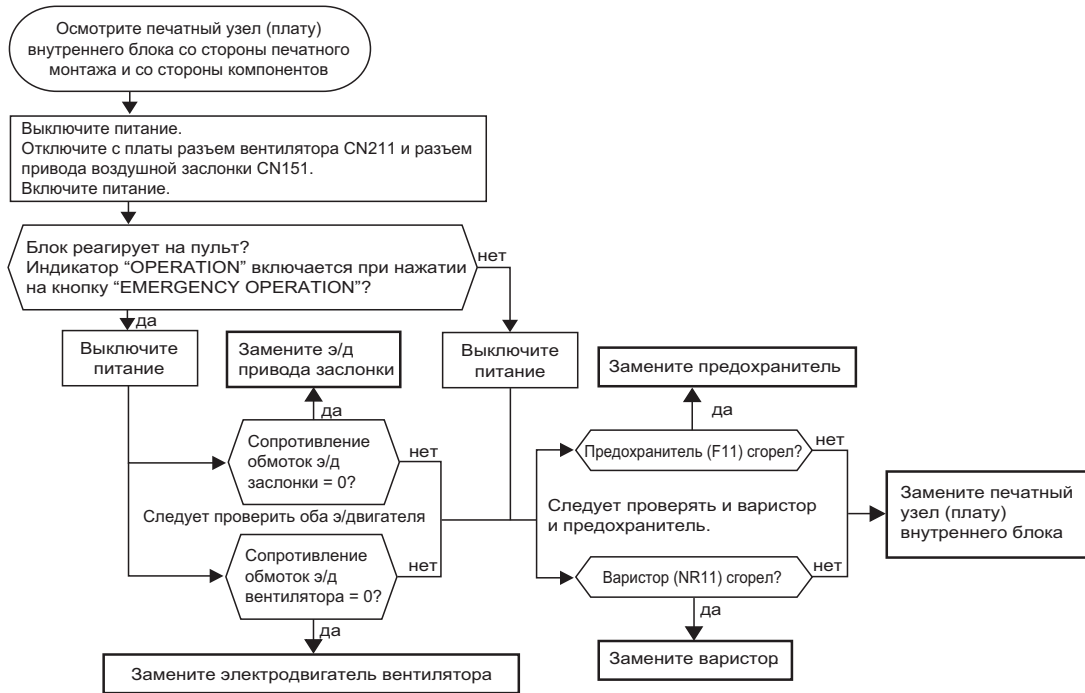 Осмотрите печатный узел (плату)
внутреннего блока со стороны печатного
монтажа и со стороны компонентов
Выключите питание.
Отключите с платы разъем вентилятора CN211 и разъем
привода воздушной заслонки CN151.
Включите питание.
Блок реагирует на пульт?
Индикатор “OPERATION” включается при нажатии
на кнопку “EMERGENCY OPERATION”?
нет
да
Выключите
питание
Замените э/д
привода заслонки
Выключите
питание
Замените предохранитель
да
да
Сопротивление
обмоток э/д
заслонки = 0?
нет
Предохранитель (F11) сгорел?
нет
Следует проверить оба э/двигателя
Следует проверять и варистор
и предохранитель.
Замените печатный
узел (плату)
внутреннего блока
Сопротивление
обмоток э/д
вентилятора = 0?
нет
Варистор (NR11) сгорел?
нет
да
да
Замените электродвигатель вентилятора
Замените варистор.